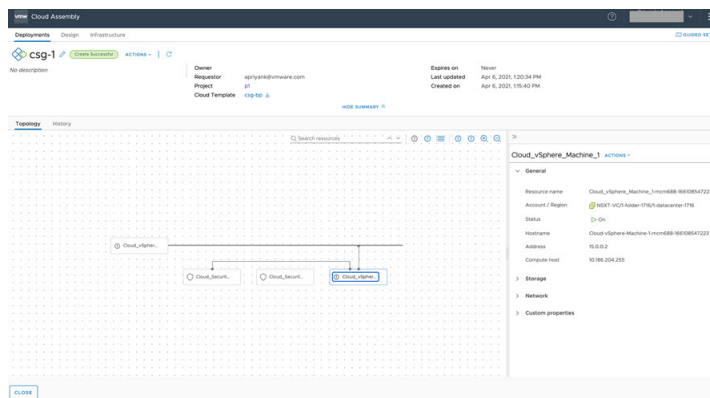 vmw Cloud Assembly
Deployments Design Infrastructure
GUIDED SE
csg-1 Create Successful ACTIONS
No description
Owner
Requestor apriyank@vmware.com
Project p1
Cloud Template csg-bp
Expires on Never
Last updated Apr 6, 2021, 1:20:34 PM
Created on Apr 6, 2021, 1:15:40 PM
HIDE SUMMARY
Topology History
Search resources
Cloud_vSpher...
Cloud_Securit...
Cloud_Securit...
Cloud_vSpher...
Cloud_vSphere_Machine_1 ACTIONS
General
Resource name Cloud_vSphere_Machine_1-mcm688-166108547223
Account / Region NSXT-VC/1-folder-1716/1-datacenter-1716
Status On
Hostname Cloud-vSphere-Machine-1-mcm688-166108547223
Address 15.0.0.2
Compute host 10.186.204.255
Storage
Network
Custom properties
CLOSE